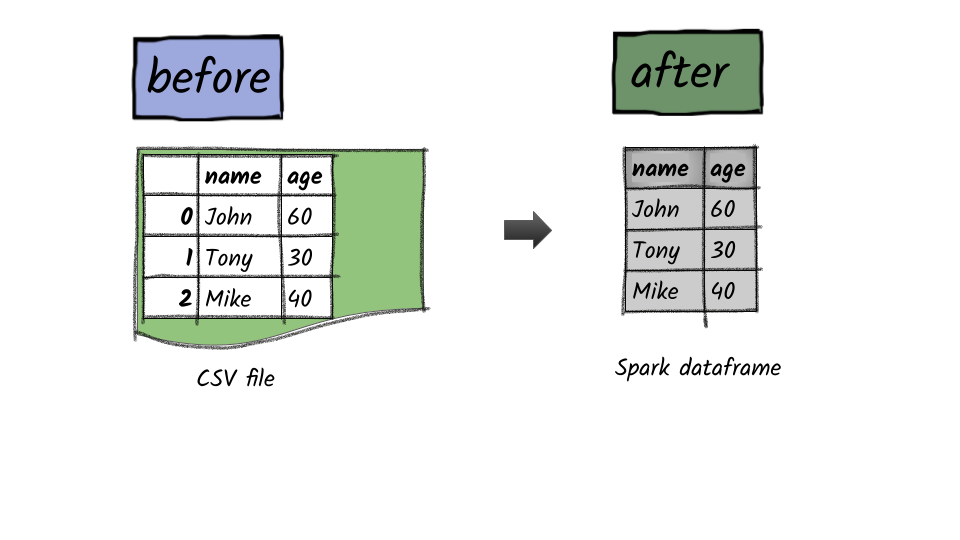 before
after
name age
0 John 60
1 Tony 30
2 Mike 40
CSV file
name age
John 60
Tony 30
Mike 40
Spark dataframe